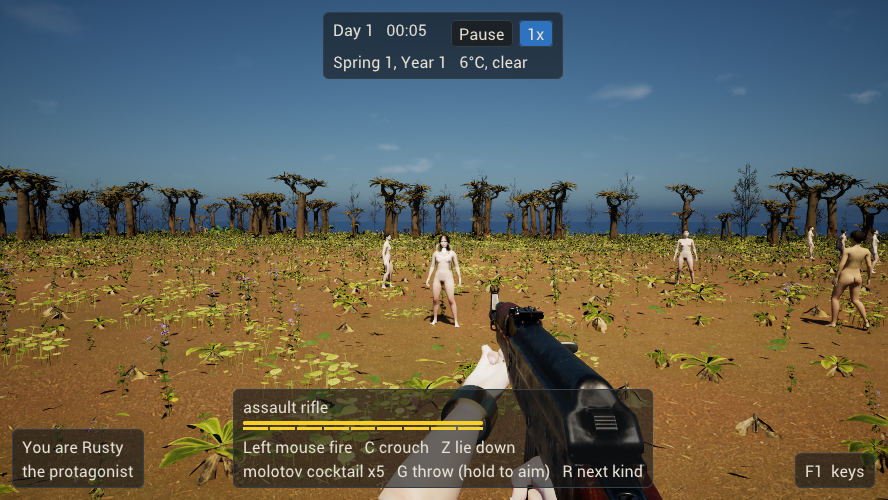 Day 1 00:05 Pause 1x
Spring 1, Year 1 6°C, clear
assault rifle
Left mouse fire C crouch Z lie down
molotov cocktail x5 G throw (hold to aim) R next kind
You are Rusty
the protagonist
F1 keys